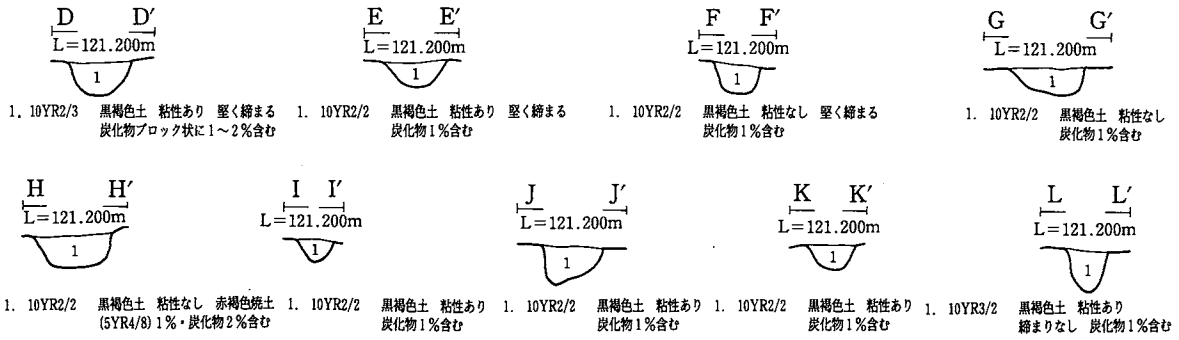 D D′ E E′ F F′ G G′
L=121.200m L=121.200m L=121.200m L=121.200m
1 1 1 1
1. 10YR2/3 黒褐色土 粘性あり 堅く締まる 1. 10YR2/2 黒褐色土 粘性あり 堅く締まる 1. 10YR2/2 黒褐色土 粘性なし 堅く締まる 1. 10YR2/2 黒褐色土 粘性なし
炭化物ブロック状に1〜2%含む 炭化物1%含む 炭化物1%含む 炭化物1%含む
H H′ I I′ J J′ K K′ L L′
L=121.200m L=121.200m L=121.200m L=121.200m L=121.200m
1 1 1 1 1
1. 10YR2/2 黒褐色土 粘性なし 赤褐色焼土 1. 10YR2/2 黒褐色土 粘性あり 1. 10YR2/2 黒褐色土 粘性あり 1. 10YR2/2 黒褐色土 粘性あり 1. 10YR3/2 黒褐色土 粘性あり
(5YR4/8)1%・炭化物2%含む 炭化物1%含む 炭化物1%含む 炭化物1%含む 締まりなし 炭化物1%含む